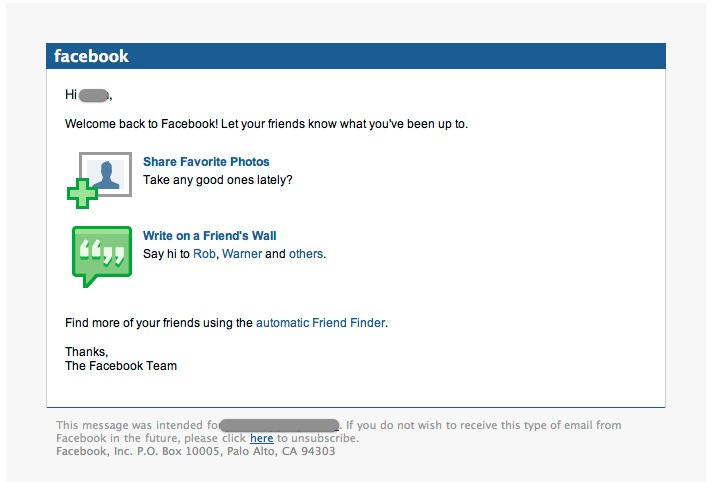 facebook
Hi ,
Welcome back to Facebook! Let your friends know what you've been up to.
Share Favorite Photos
Take any good ones lately?
Write on a Friend's Wall
Say hi to Rob, Warner and others.
Find more of your friends using the automatic Friend Finder.
Thanks,
The Facebook Team
This message was intended for . If you do not wish to receive this type of email from
Facebook in the future, please click here to unsubscribe.
Facebook, Inc. P.O. Box 10005, Palo Alto, CA 94303